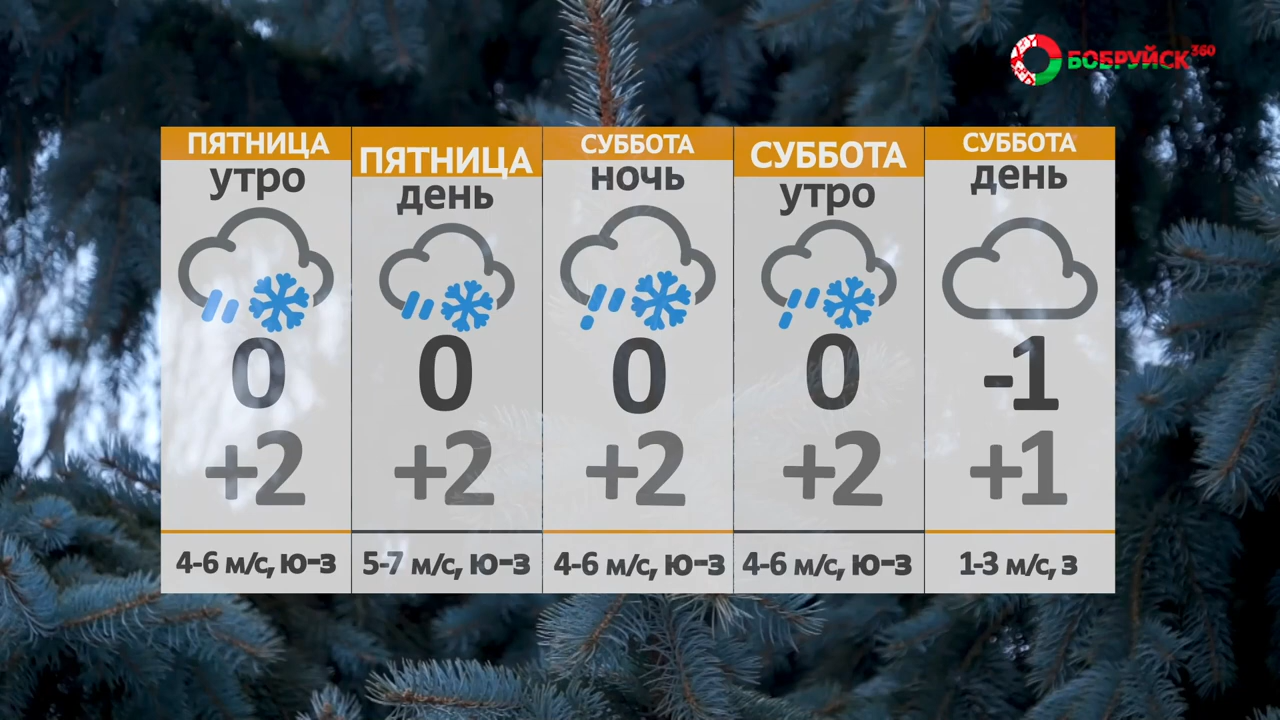 БОБРУЙСК360
ПЯТНИЦА
утро
0
+2
4-6 м/с, ю-з
ПЯТНИЦА
день
0
+2
5-7 м/с, ю-з
СУББОТА
ночь
0
+2
4-6 м/с, ю-з
СУББОТА
утро
0
+2
4-6 м/с, ю-з
СУББОТА
день
-1
+1
1-3 м/с, з